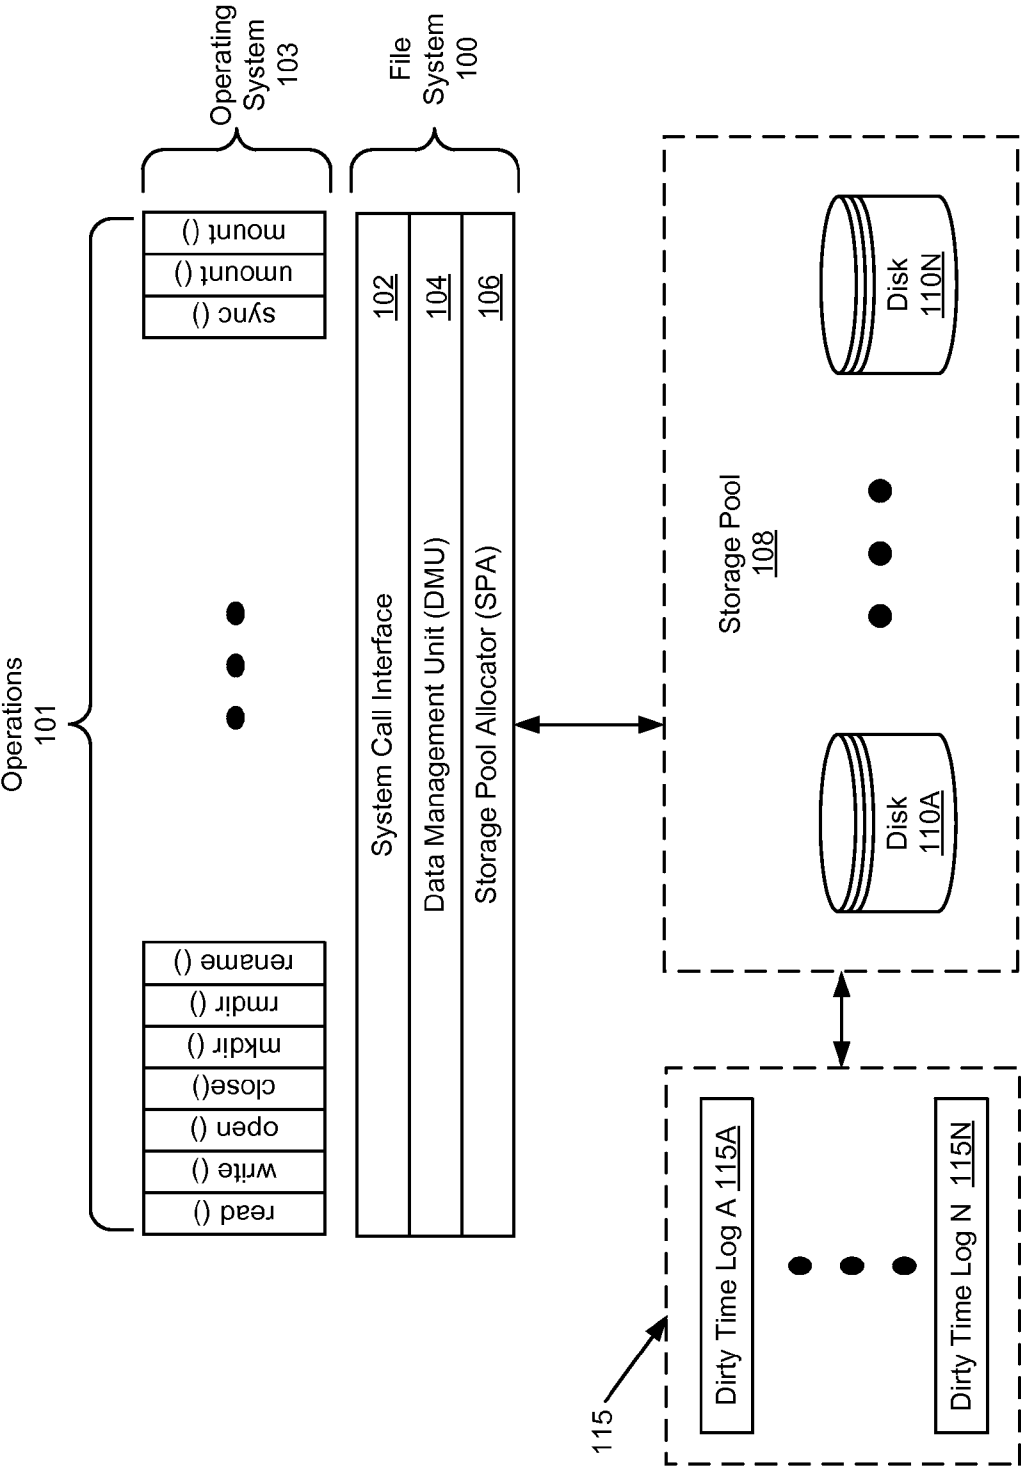 Operations
101
read ()
write ()
open ()
close()
mkdir ()
rmdir ()
rename ()
sync ()
umount ()
mount ()
Operating
System
103
System Call Interface 102
Data Management Unit (DMU) 104
Storage Pool Allocator (SPA) 106
File
System
100
115
Dirty Time Log A 115A
Dirty Time Log N 115N
Storage Pool
108
Disk
110A
Disk
110N